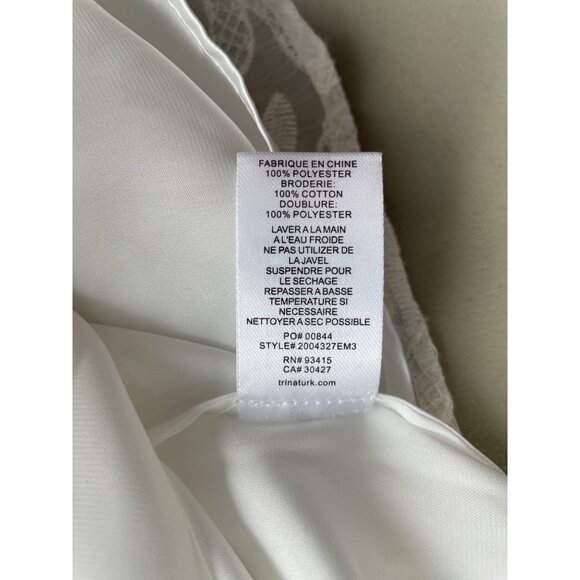 FABRIQUE EN CHINE
100% POLYESTER
BRODERIE:
100% COTTON
DOUBLURE:
100% POLYESTER
LAVER A LA MAIN
A L'EAU FROIDE
NE PAS UTILIZER DE
LA JAVEL
SUSPENDRE POUR
LE SECHAGE
REPASSER A BASSE
TEMPERATURE SI
NECESSAIRE
NETTOYER A SEC POSSIBLE
PO# 00844
STYLE# 2004327EM3
RN# 93415
CA# 30427
trinaturk.com